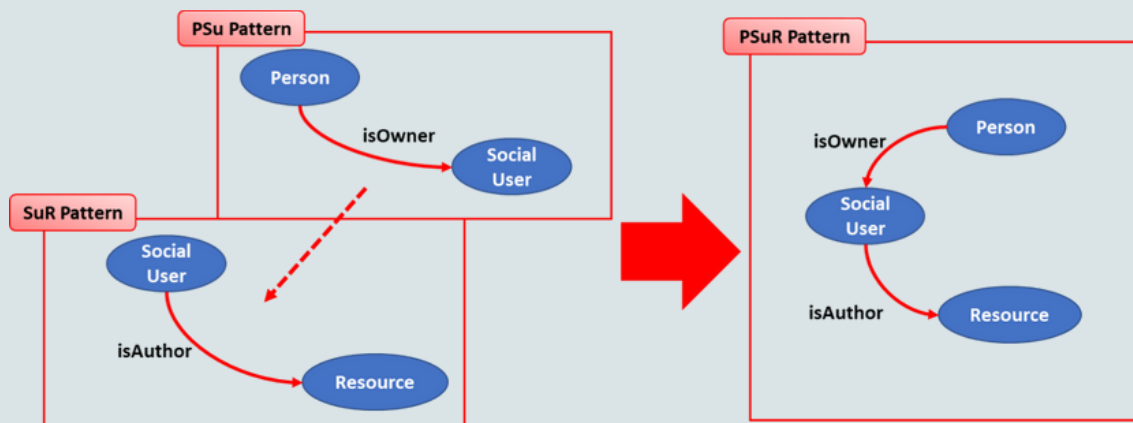 PSu Pattern
Person
isOwner
Social
User
SuR Pattern
Social
User
isAuthor
Resource
PSuR Pattern
Person
isOwner
Social
User
isAuthor
Resource